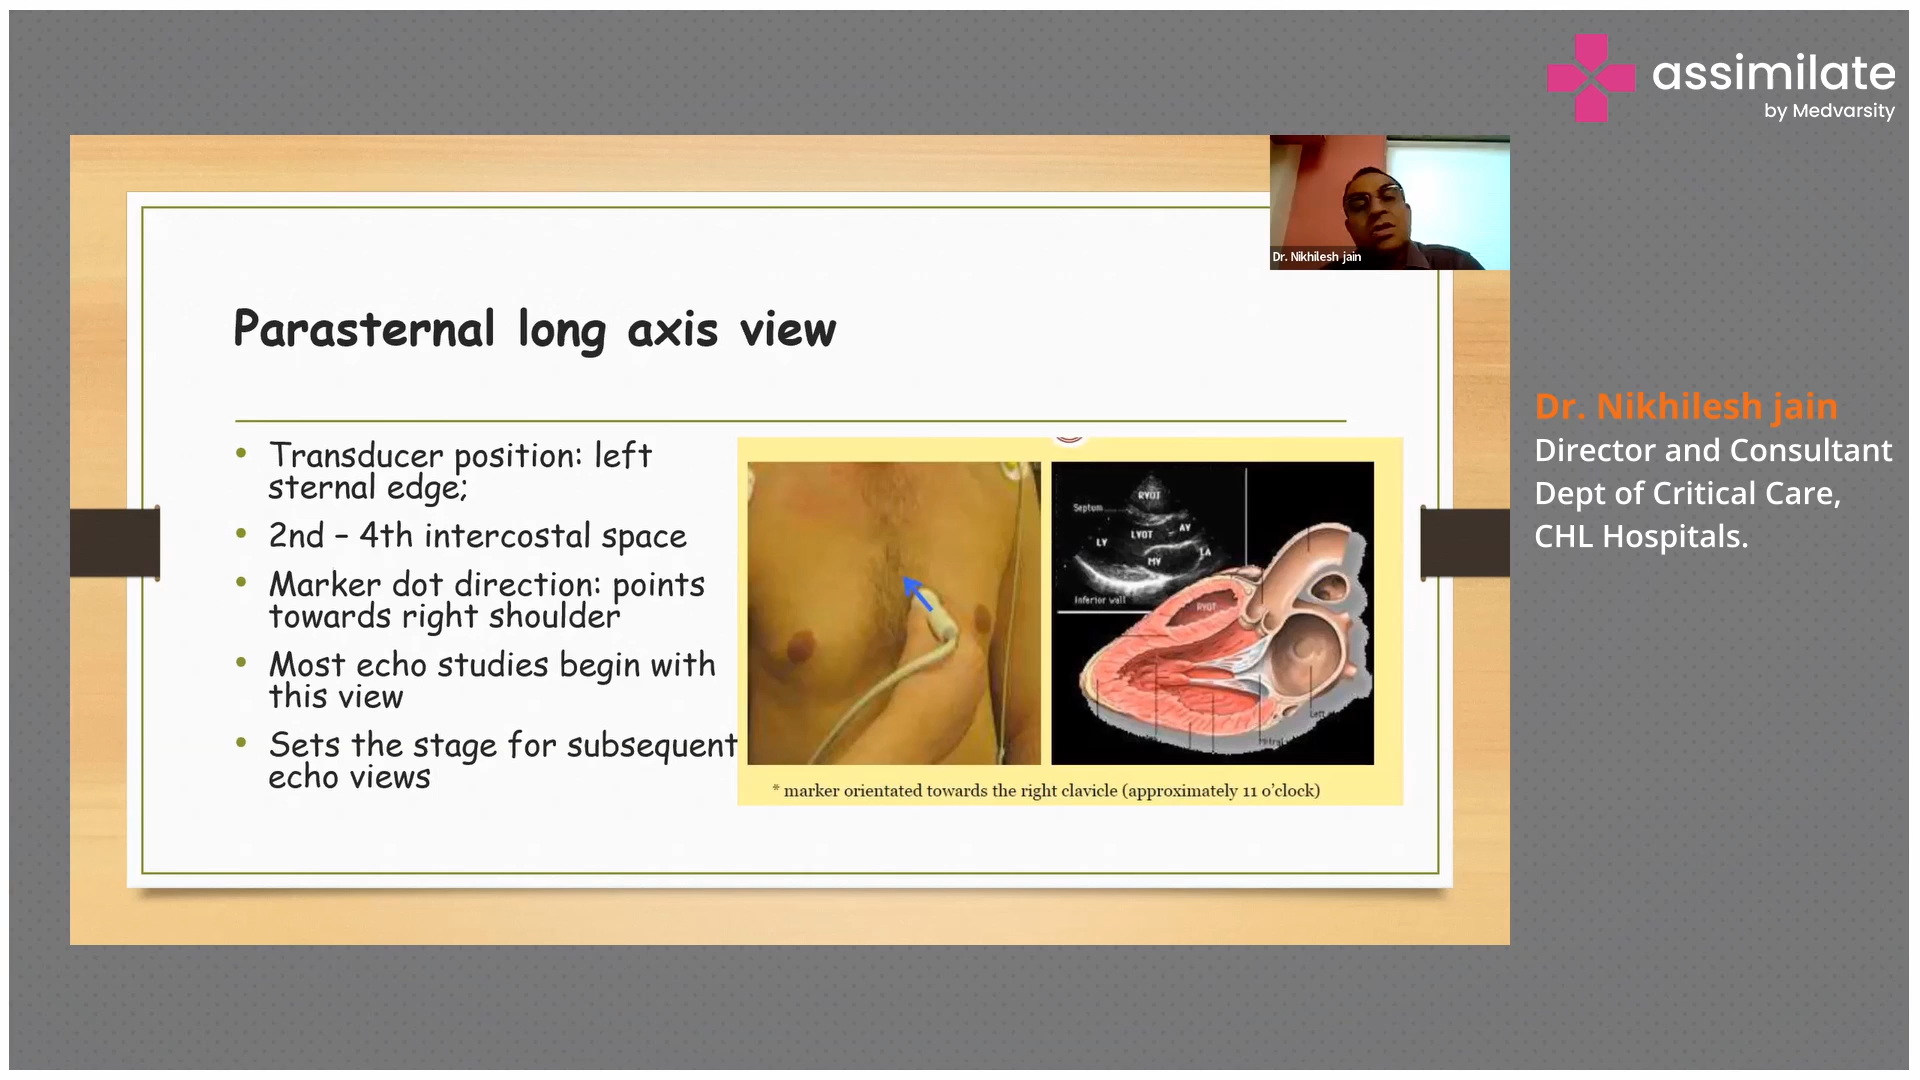 assimilate
by Medvarsity
Dr. Nikhilesh jain
Parasternal long axis view
Dr. Nikhilesh jain
Director and Consultant
Dept of Critical Care,
CHL Hospitals.
• Transducer position: left
sternal edge;
• 2nd – 4th intercostal space
• Marker dot direction: points
towards right shoulder
• Most echo studies begin with
this view
• Sets the stage for subsequent
echo views
RVOT
Septum
AV
LVOT
LV
LA
MV
Inferior wall
RVOT
Left
Mitral
* marker orientated towards the right clavicle (approximately 11 o’clock)